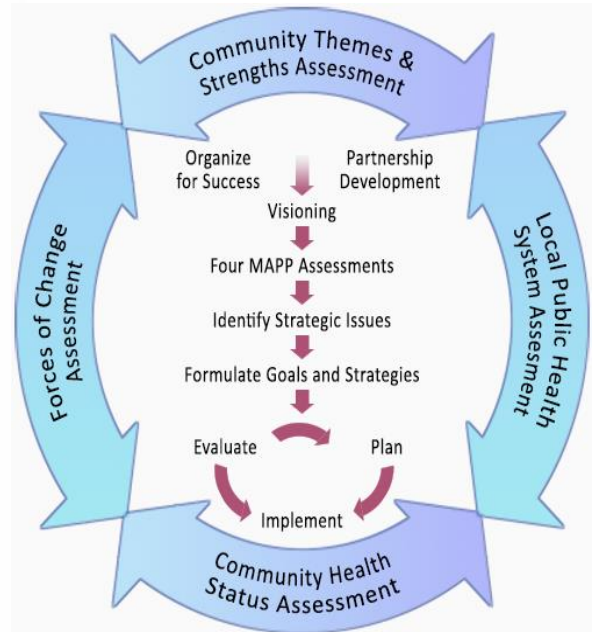 Community Themes &
Strengths Assessment
Organize
for Success
Partnership
Development
Visioning
Four MAPP Assessments
Identify Strategic Issues
Formulate Goals and Strategies
Evaluate
Plan
Implement
Forces of Change
Assessment
Local Public Health
System Assesment
Community Health
Status Assessment